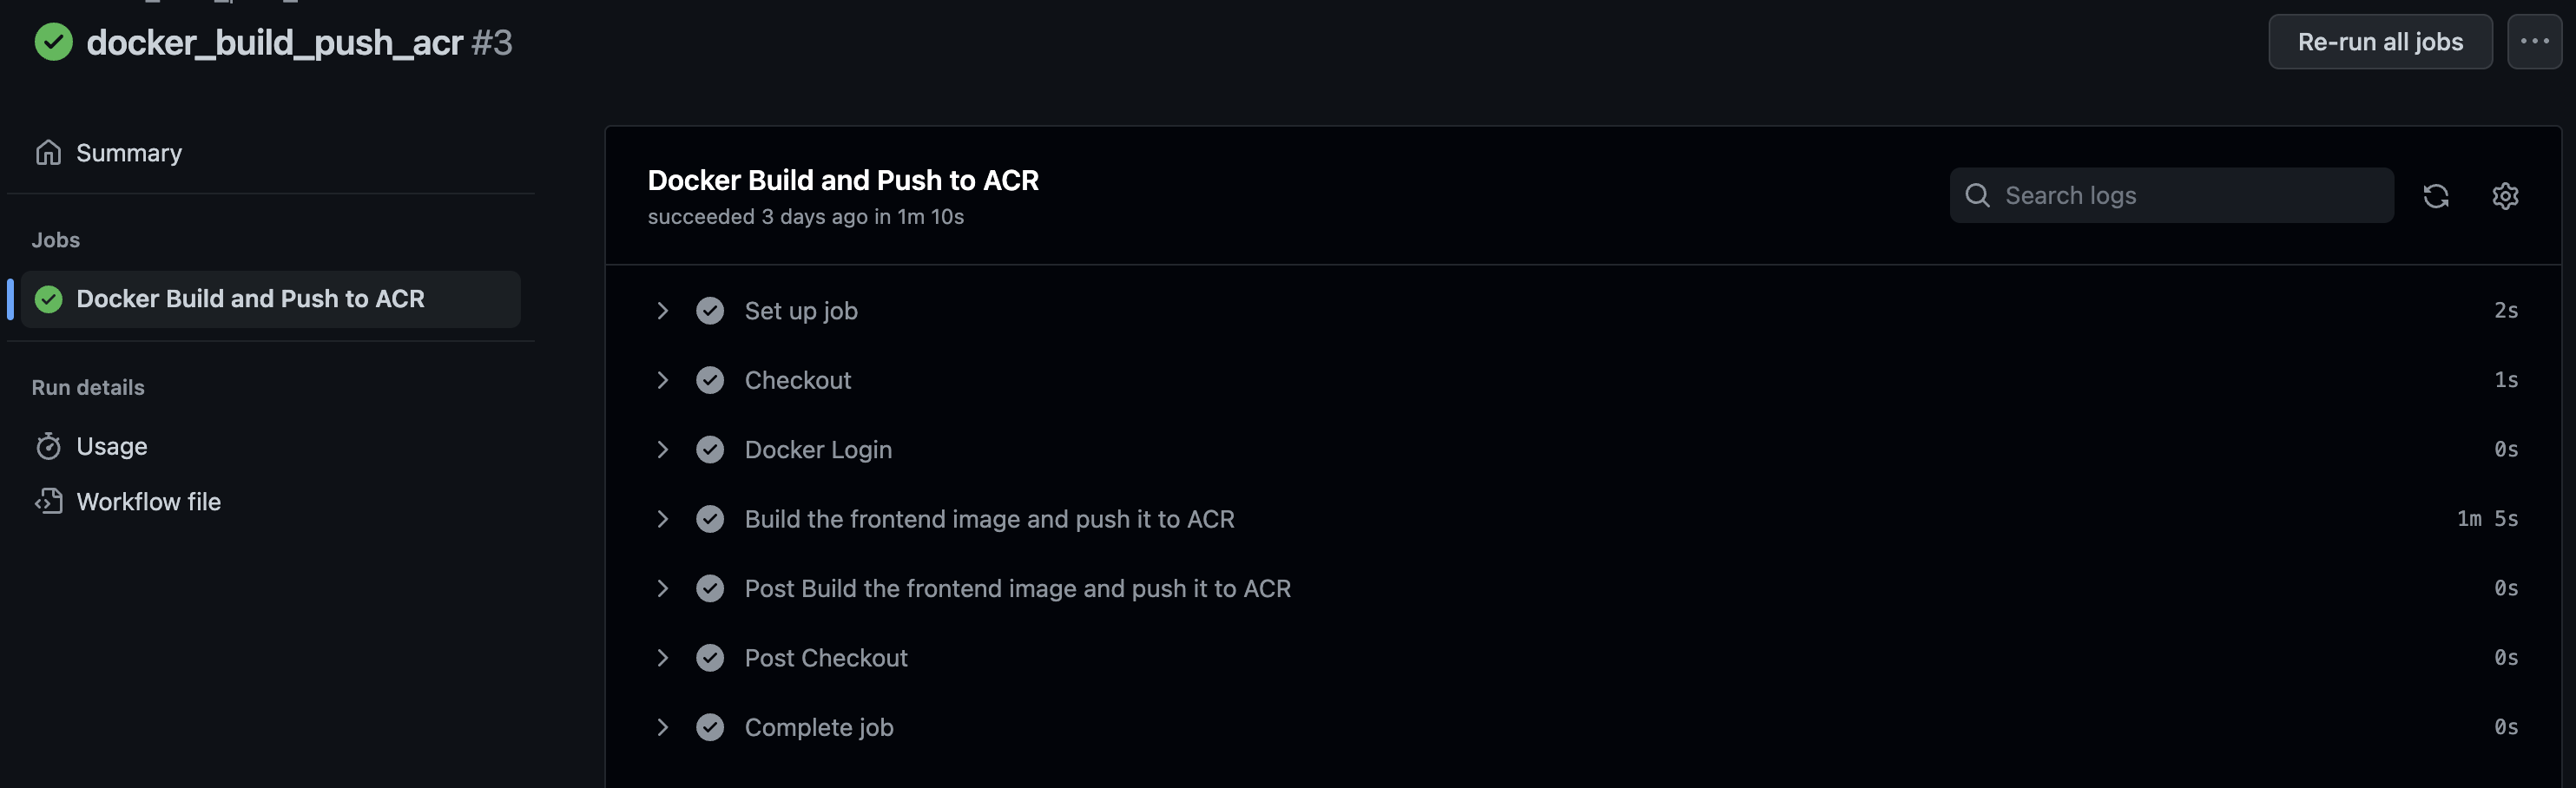 docker_build_push_acr #3
Re-run all jobs
Summary
Jobs
Docker Build and Push to ACR
Run details
Usage
Workflow file
Docker Build and Push to ACR
succeeded 3 days ago in 1m 10s
Search logs
Set up job 2s
Checkout 1s
Docker Login 0s
Build the frontend image and push it to ACR 1m 5s
Post Build the frontend image and push it to ACR 0s
Post Checkout 0s
Complete job 0s